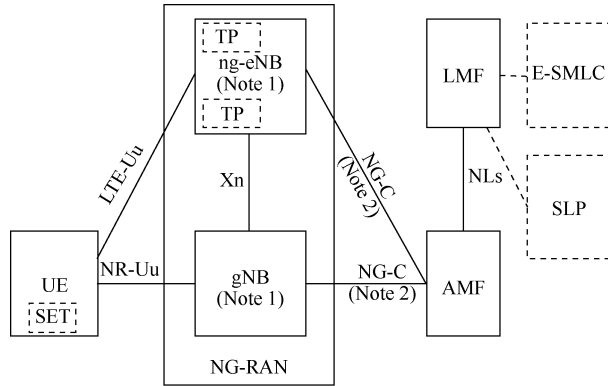 TP
ng-eNB
(Note 1)
TP
LMF
E-SMLC
LTE-Uu
Xn
NG-C
(Note 2)
NLs
SLP
UE
SET
NR-Uu
gNB
(Note 1)
NG-C
(Note 2)
AMF
NG-RAN